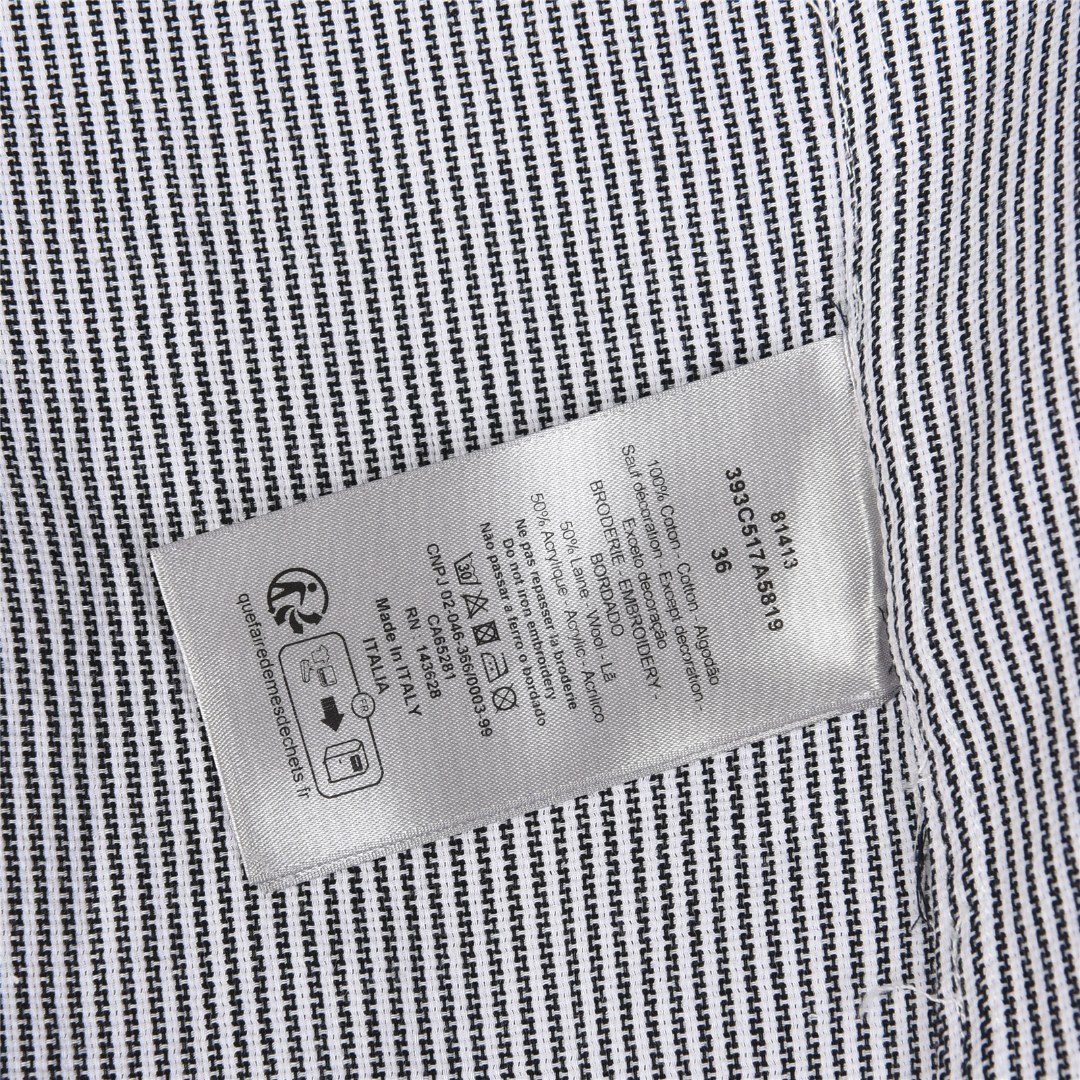 81413
393C517A5819
36
100% Coton - Cotton - Algodão
Sauf décoration - Except decoration -
Exceto decoração
BRODERIE - EMBROIDERY -
BORDADO
50% Laine - Wool - Lã
50% Acrylique - Acrylic - Acrílico
Ne pas repasser la broderie
Do not iron embroidery
Não passar a ferro o bordado
30
CNPJ 02-046.366/0003-99
CA65281
RN 143628
Made In ITALY
ITALIA
FR
quefairedemesdechets.fr